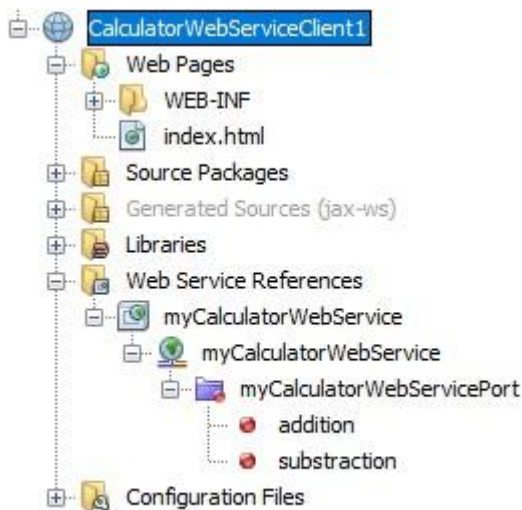 CalculatorWebServiceClient1
Web Pages
WEB-INF
index.html
Source Packages
Generated Sources (jax-ws)
Libraries
Web Service References
myCalculatorWebService
myCalculatorWebService
myCalculatorWebServicePort
addition
substraction
Configuration Files